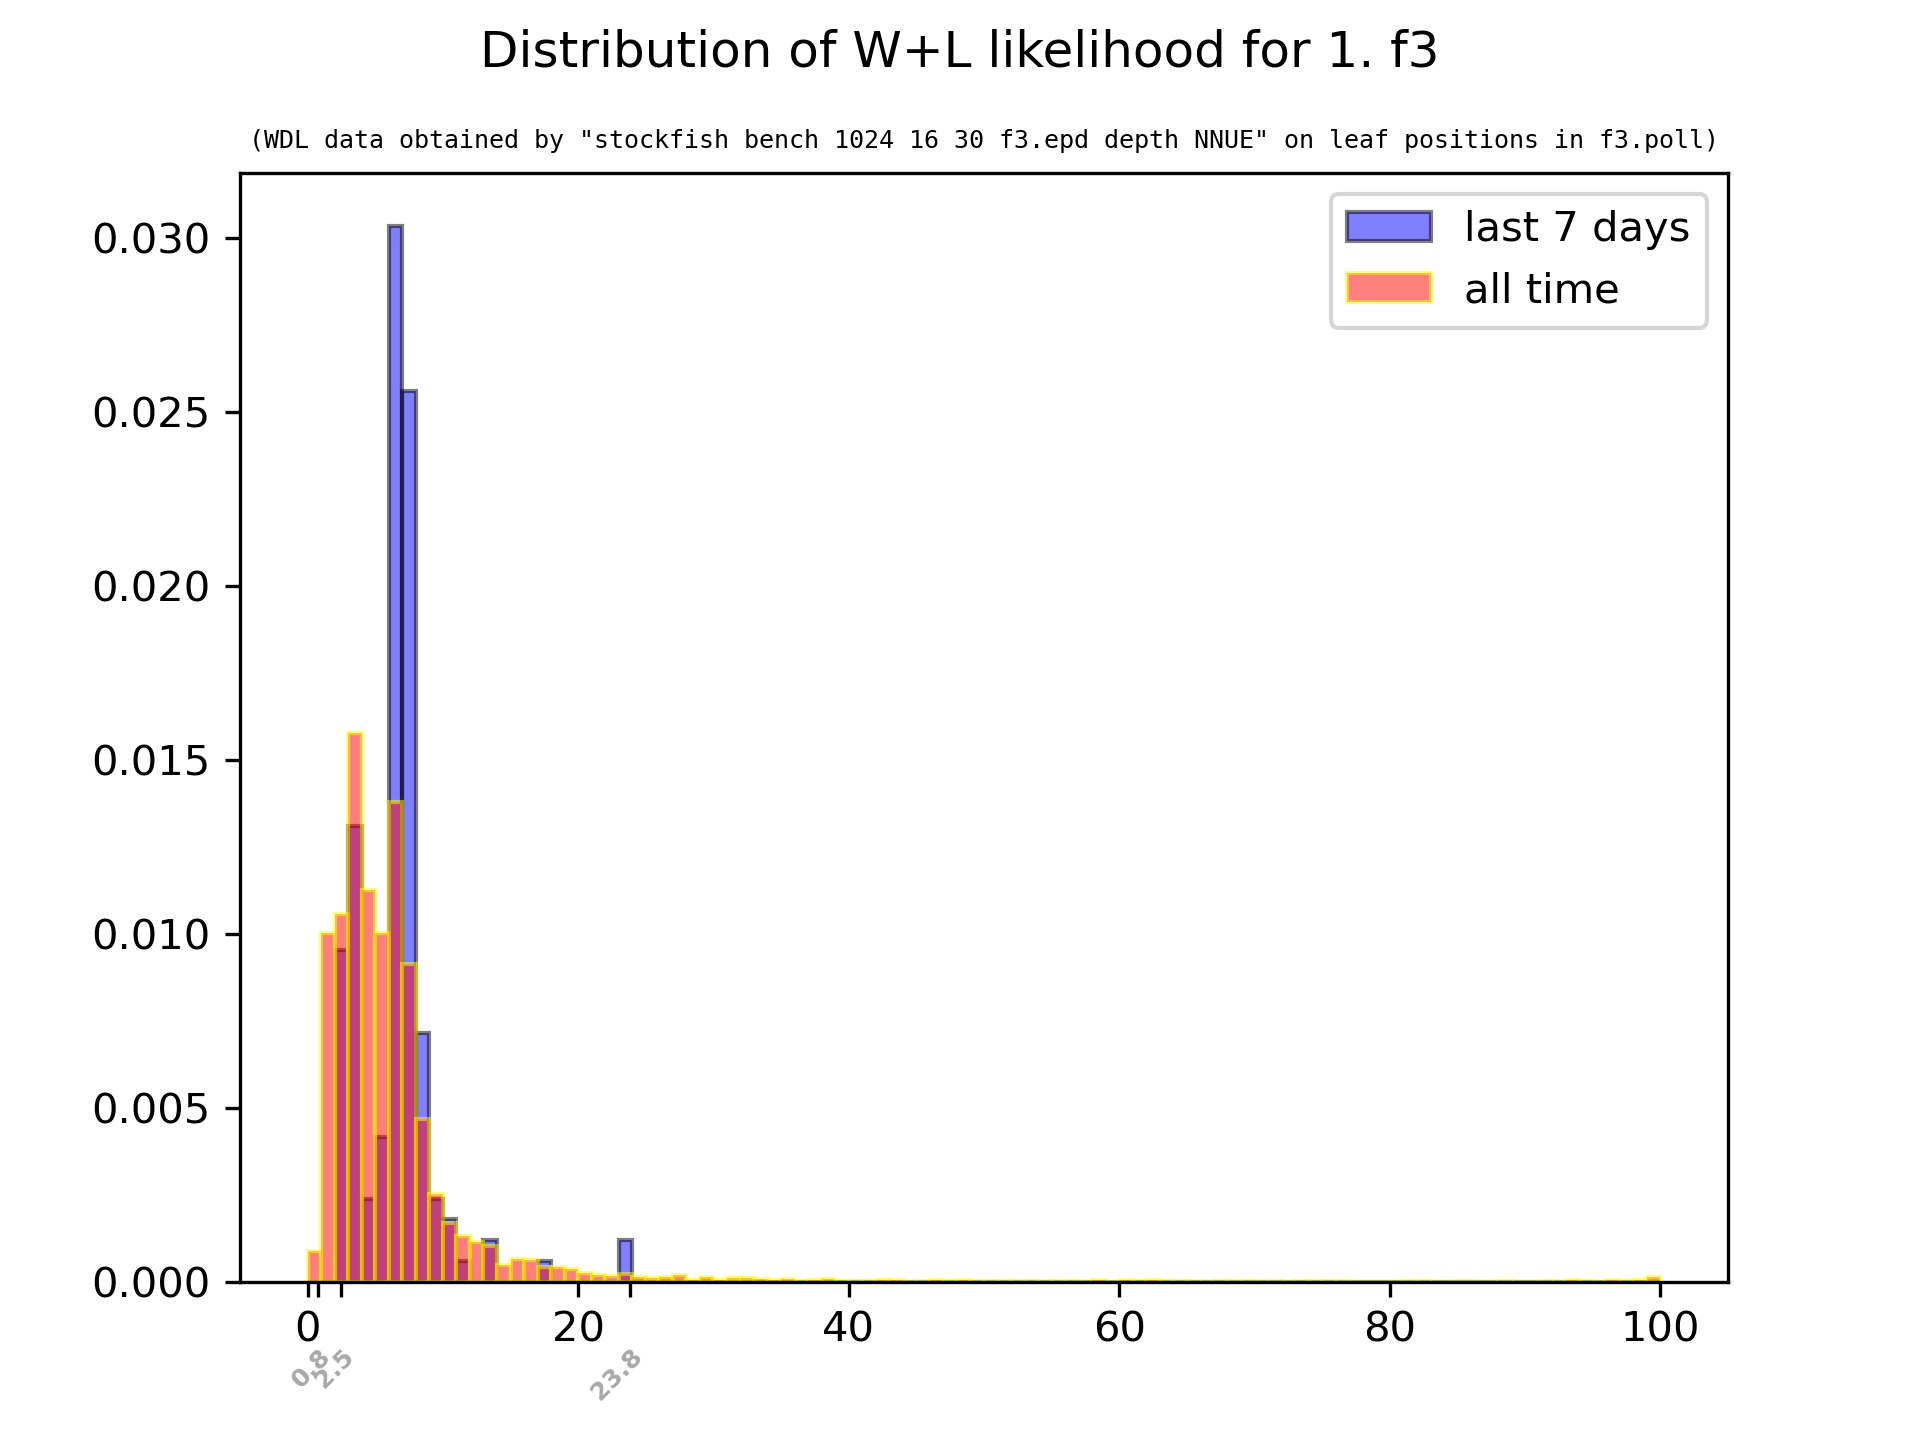 Distribution of W+L likelihood for 1. f3
(WDL data obtained by "stockfish bench 1024 16 30 f3.epd depth NNUE" on leaf positions in f3.poll)
last 7 days
all time
0.030
0.025
0.020
0.015
0.010
0.005
0.000
0 20 40 60 80 100
0.8 2.5 23.8